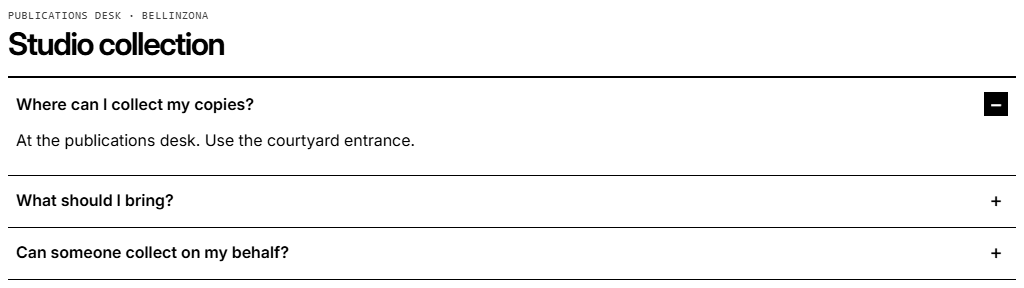 PUBLICATIONS DESK · BELLINZONA
Studio collection
Where can I collect my copies? −
At the publications desk. Use the courtyard entrance.
What should I bring? +
Can someone collect on my behalf? +